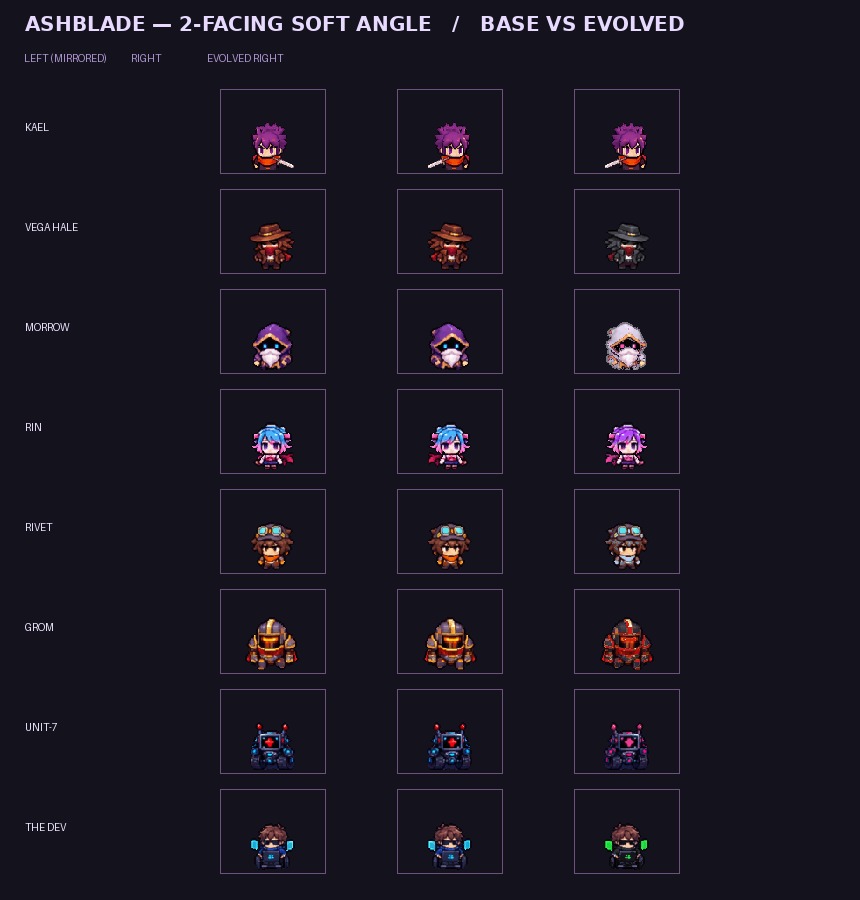 ASHBLADE — 2-FACING SOFT ANGLE / BASE VS EVOLVED
LEFT (MIRRORED) RIGHT EVOLVED RIGHT
KAEL
VEGA HALE
MORROW
RIN
RIVET
GROM
UNIT-7
THE DEV